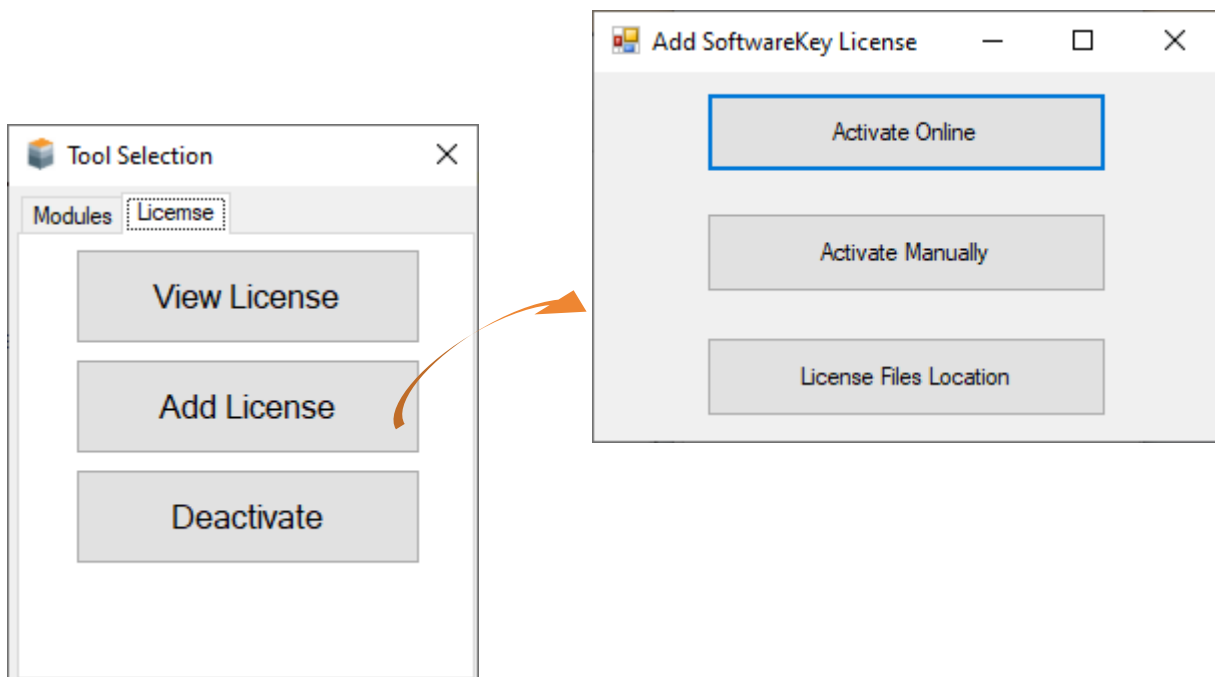 Tool Selection
Modules
Licemse
View License
Add License
Deactivate
Add SoftwareKey License
Activate Online
Activate Manually
License Files Location